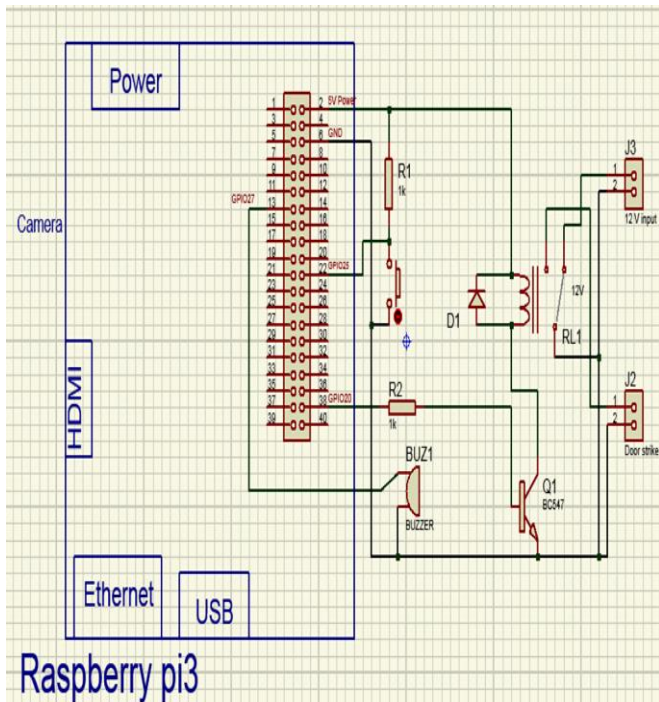 Power
Camera
HDMI
Ethernet
USB
Raspberry pi3
1 2 5V Power
3 4
5 6 GND
7 8
9 10
11 12
GPIO27 13 14
15 16
17 18
19 20
21 22 GPIO25
23 24
25 26
27 28
29 30
31 32
33 34
35 36
37 38 GPIO20
39 40
R1
1k
R2
1k
BUZ1
BUZZER
D1
12V
RL1
Q1
BC547
J3
1
2
12 V input
J2
1
2
Door strike